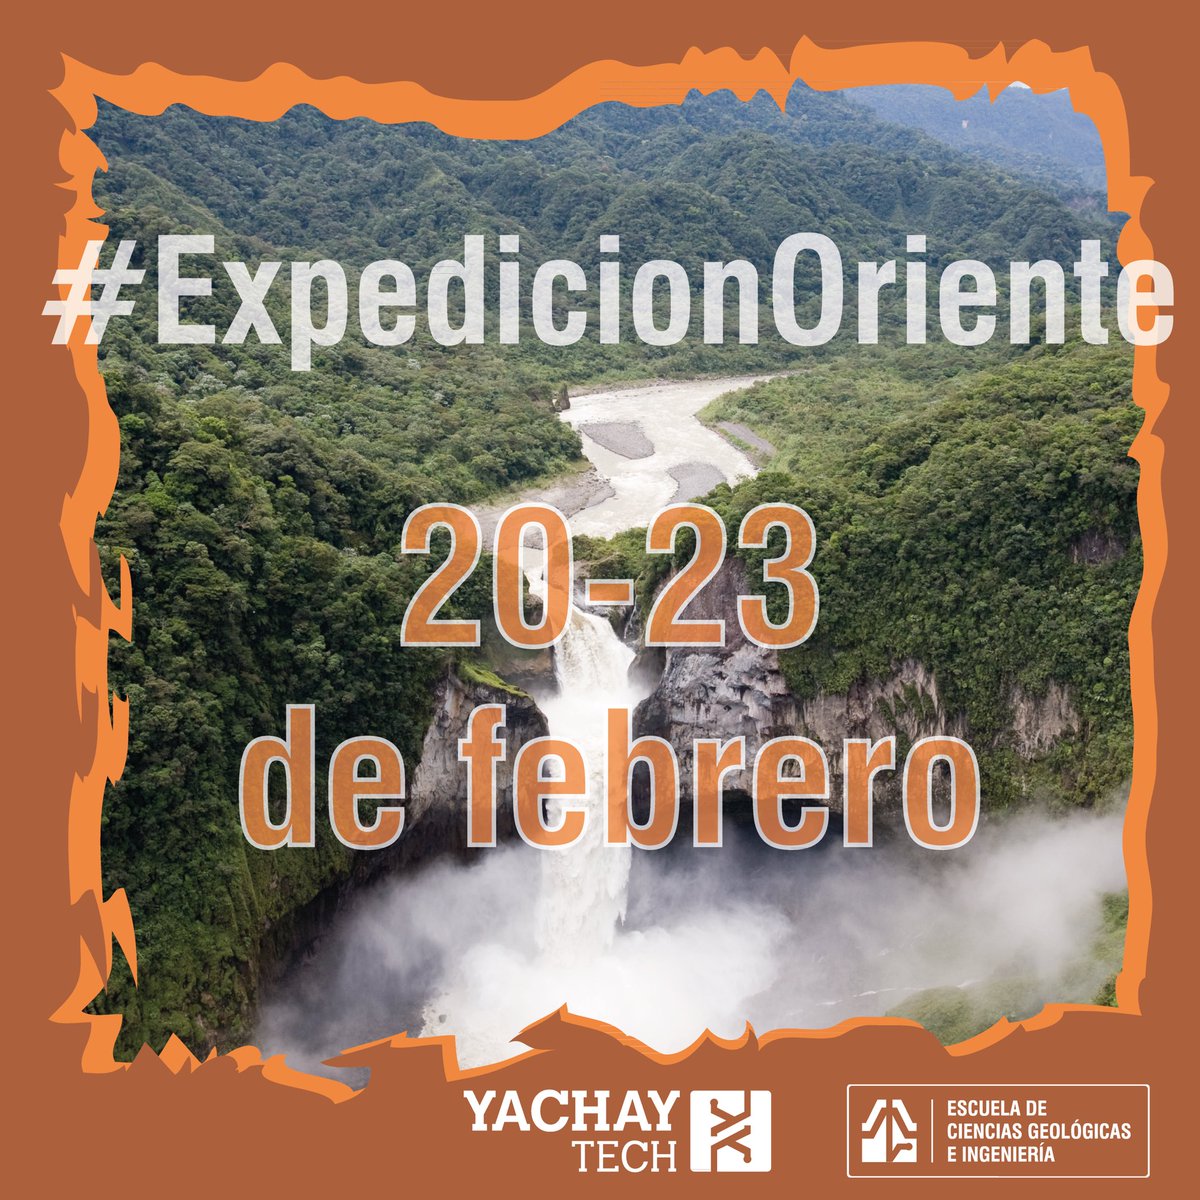 #ExpedicionOriente
20-23
de febrero
YACHAY
TECH
ESCUELA DE
CIENCIAS GEOLÓGICAS
E INGENIERÍA